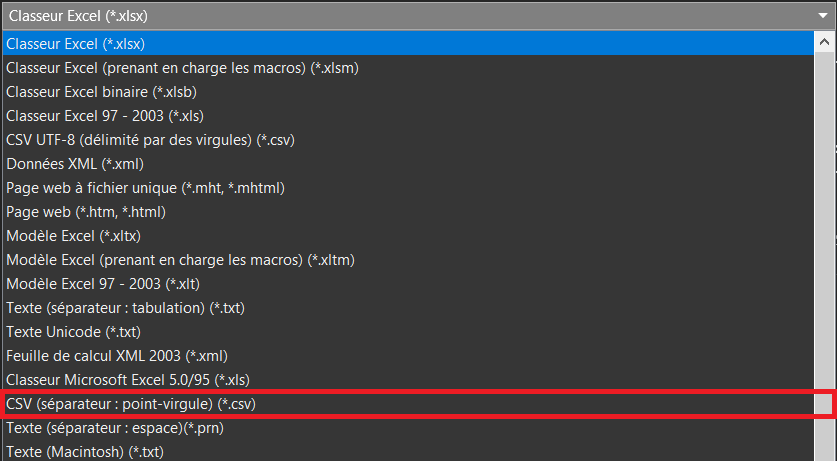 Classeur Excel (*.xlsx)
Classeur Excel (*.xlsx)
Classeur Excel (prenant en charge les macros) (*.xlsm)
Classeur Excel binaire (*.xlsb)
Classeur Excel 97 - 2003 (*.xls)
CSV UTF-8 (délimité par des virgules) (*.csv)
Données XML (*.xml)
Page web à fichier unique (*.mht, *.mhtml)
Page web (*.htm, *.html)
Modèle Excel (*.xltx)
Modèle Excel (prenant en charge les macros) (*.xltm)
Modèle Excel 97 - 2003 (*.xlt)
Texte (séparateur : tabulation) (*.txt)
Texte Unicode (*.txt)
Feuille de calcul XML 2003 (*.xml)
Classeur Microsoft Excel 5.0/95 (*.xls)
CSV (séparateur : point-virgule) (*.csv)
Texte (séparateur : espace)(*.prn)
Texte (Macintosh) (*.txt)